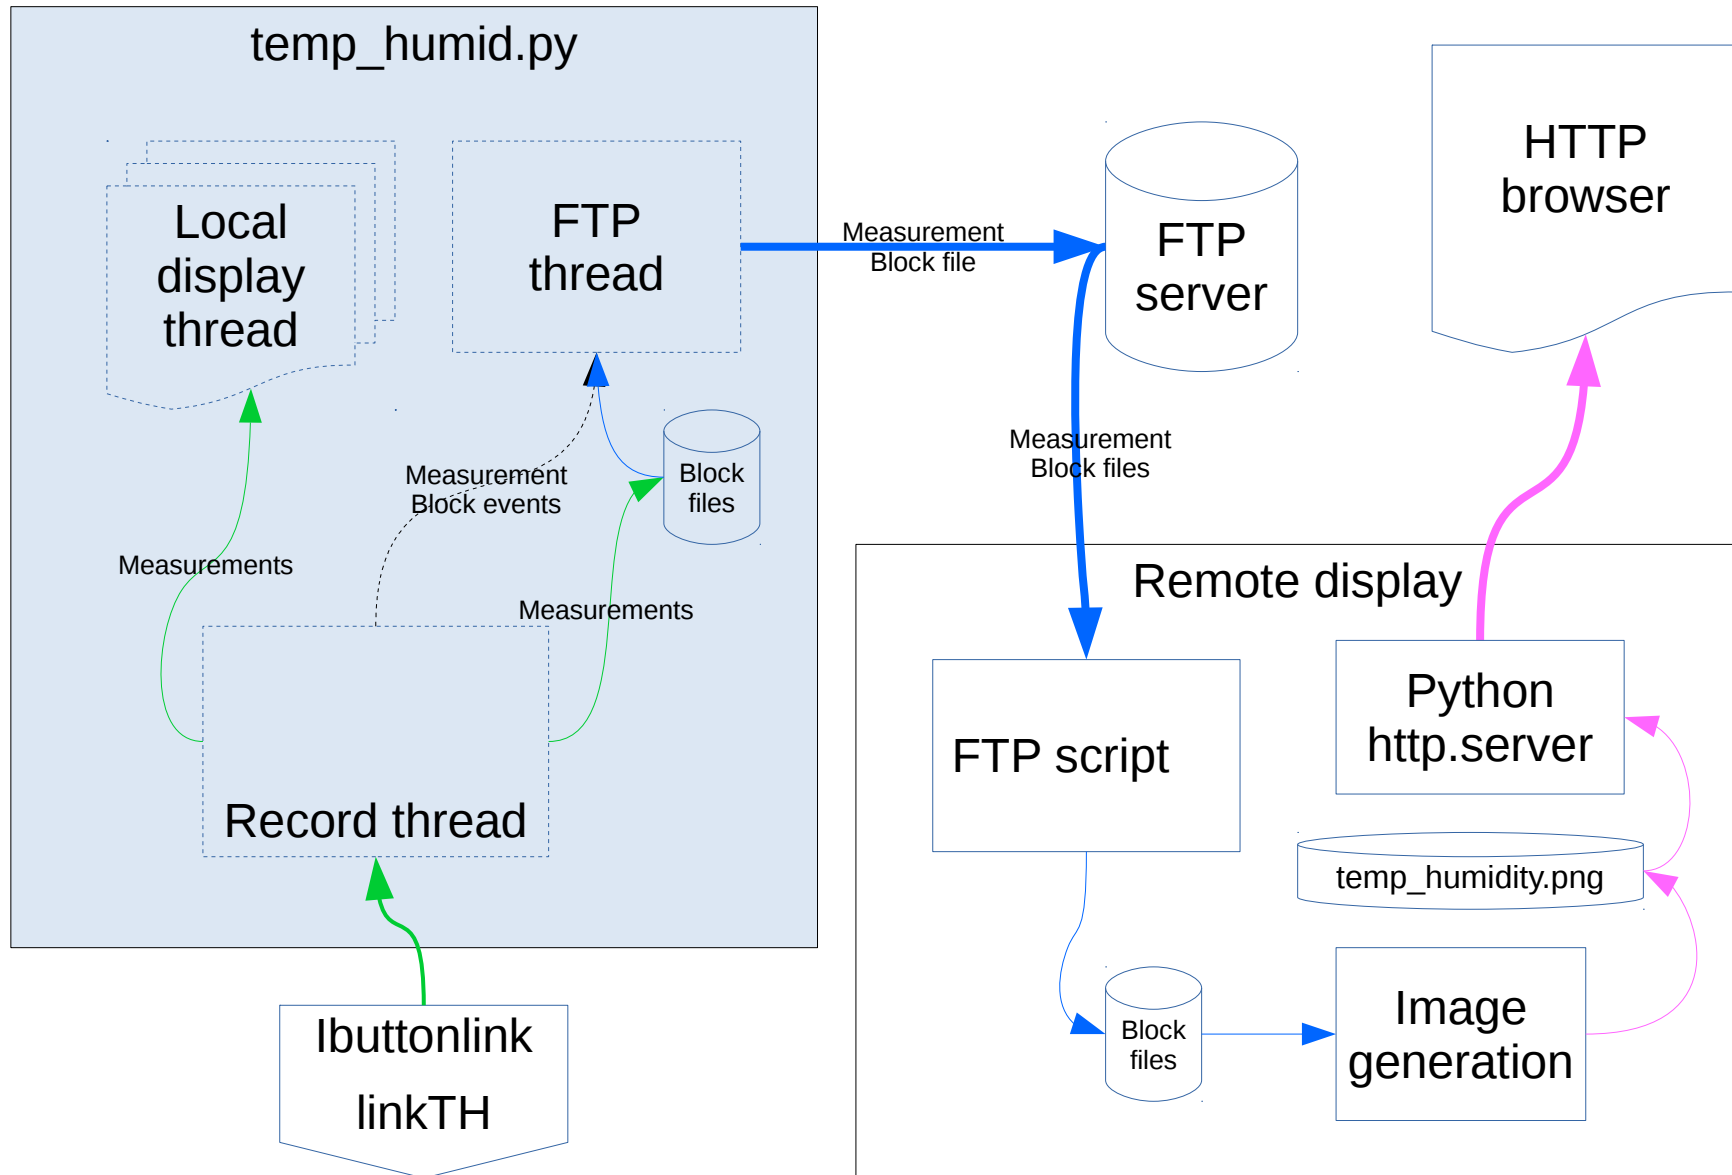 temp_humid.py
Local
display
thread
FTP
thread
Measurement
Block file
FTP
server
HTTP
browser
Measurement
Block events
Block
files
Measurements
Measurements
Record thread
Ibuttonlink
linkTH
Measurement
Block files
Remote display
FTP script
Python
http.server
temp_humidity.png
Block
files
Image
generation